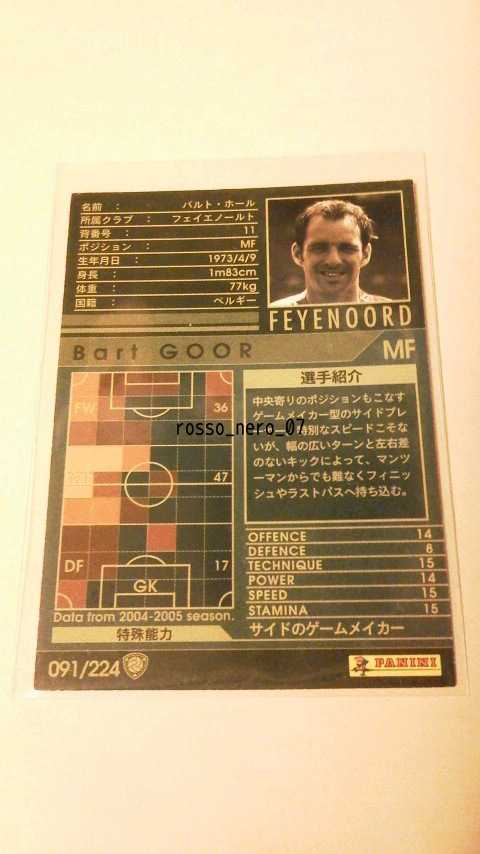 名前 : バルト・ホール
所属クラブ : フェイエノールト
背番号 : 11
ポジション : MF
生年月日 : 1973/4/9
身長 : 1m83cm
体重 : 77kg
国籍 : ベルギー
FEYENOORD
Bart GOOR MF
FW 36
47
DF 17
GK
Data from 2004-2005 season.
特殊能力
選手紹介
中央寄りのポジションもこなす
ゲームメイカー型のサイドプレ
特別なスピードこそな
いが、幅の広いターンと左右差
のないキックによって、マンツ
ーマンからでも難なくフィニッ
シュやラストパスへ持ち込む。
OFFENCE 14
DEFENCE 8
TECHNIQUE 15
POWER 14
SPEED 15
STAMINA 15
サイドのゲームメイカー
091/224
PANINI
rosso_nero_07